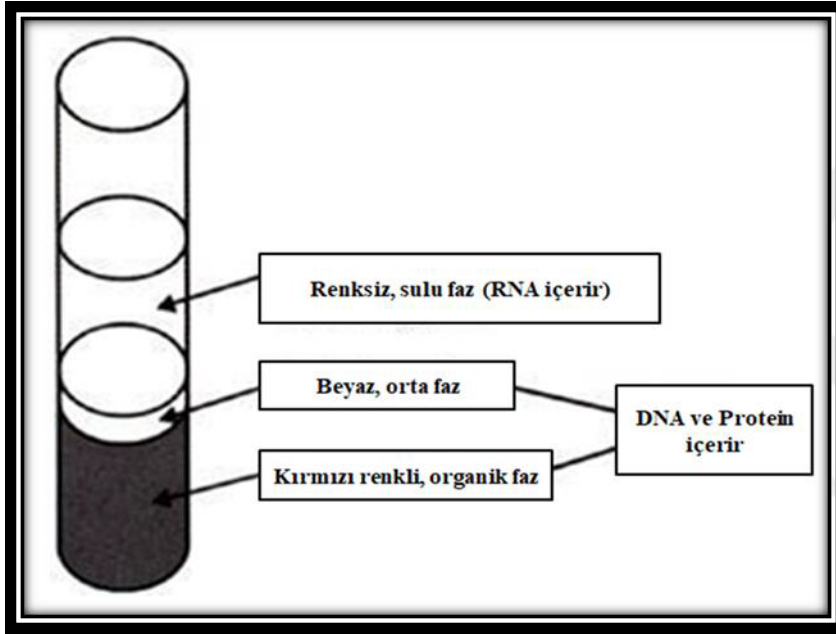 Renksiz, sulu faz (RNA içerir)
Beyaz, orta faz
DNA ve Protein
içerir
Kırmızı renkli, organik faz